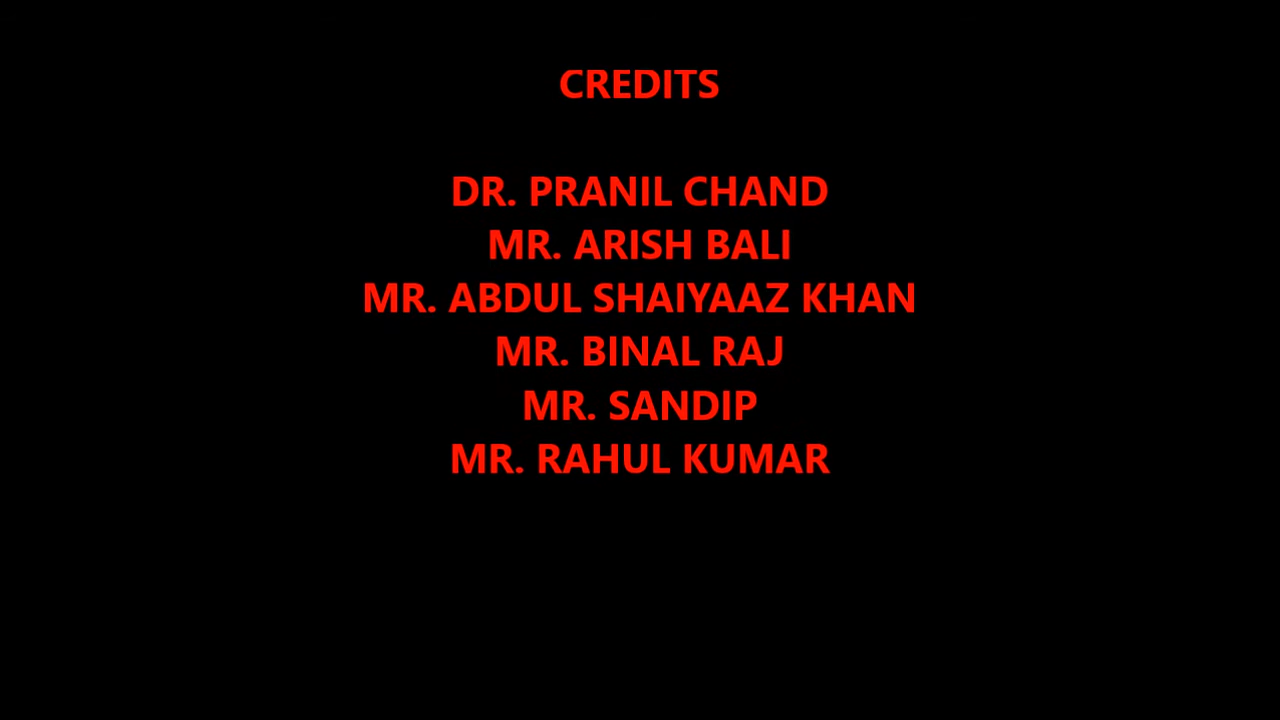 CREDITS
DR. PRANIL CHAND
MR. ARISH BALI
MR. ABDUL SHAIYAAZ KHAN
MR. BINAL RAJ
MR. SANDIP
MR. RAHUL KUMAR